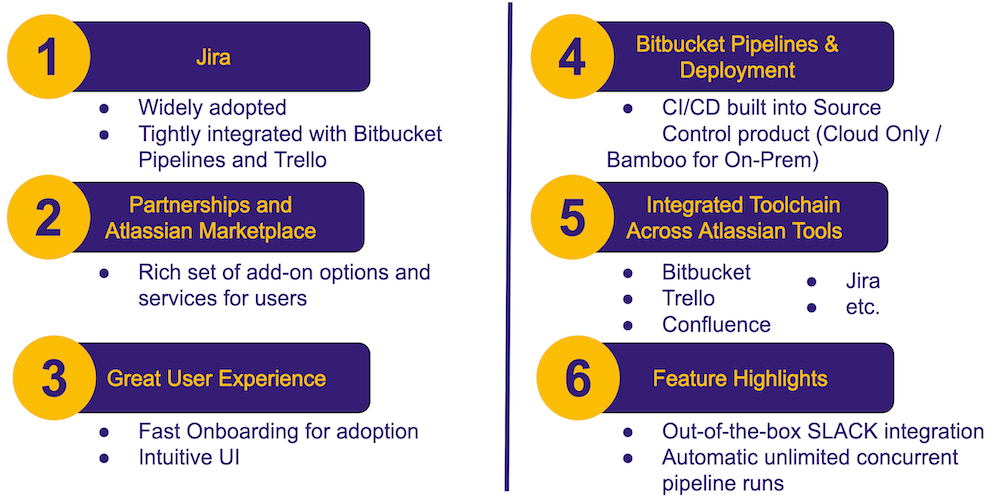 1
Jira
● Widely adopted
● Tightly integrated with Bitbucket
Pipelines and Trello
2
Partnerships and
Atlassian Marketplace
● Rich set of add-on options and
services for users
3
Great User Experience
● Fast Onboarding for adoption
● Intuitive UI
4
Bitbucket Pipelines &
Deployment
● CI/CD built into Source
Control product (Cloud Only /
Bamboo for On-Prem)
5
Integrated Toolchain
Across Atlassian Tools
● Bitbucket
● Trello
● Confluence
● Jira
● etc.
6
Feature Highlights
● Out-of-the-box SLACK integration
● Automatic unlimited concurrent
pipeline runs